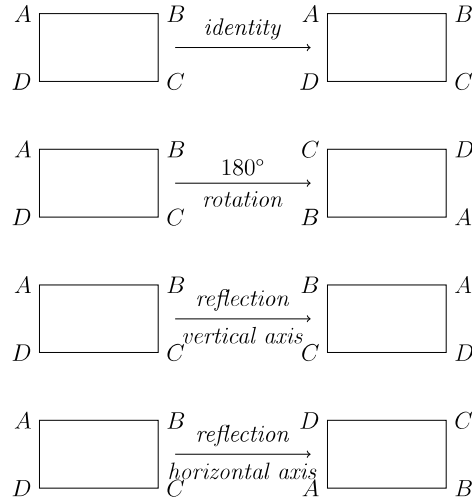 A B identity A B
D C D C
A B 180° C D
D C rotation B A
A B reflection B A
D C vertical axis C D
A B reflection D C
D C horizontal axis A B